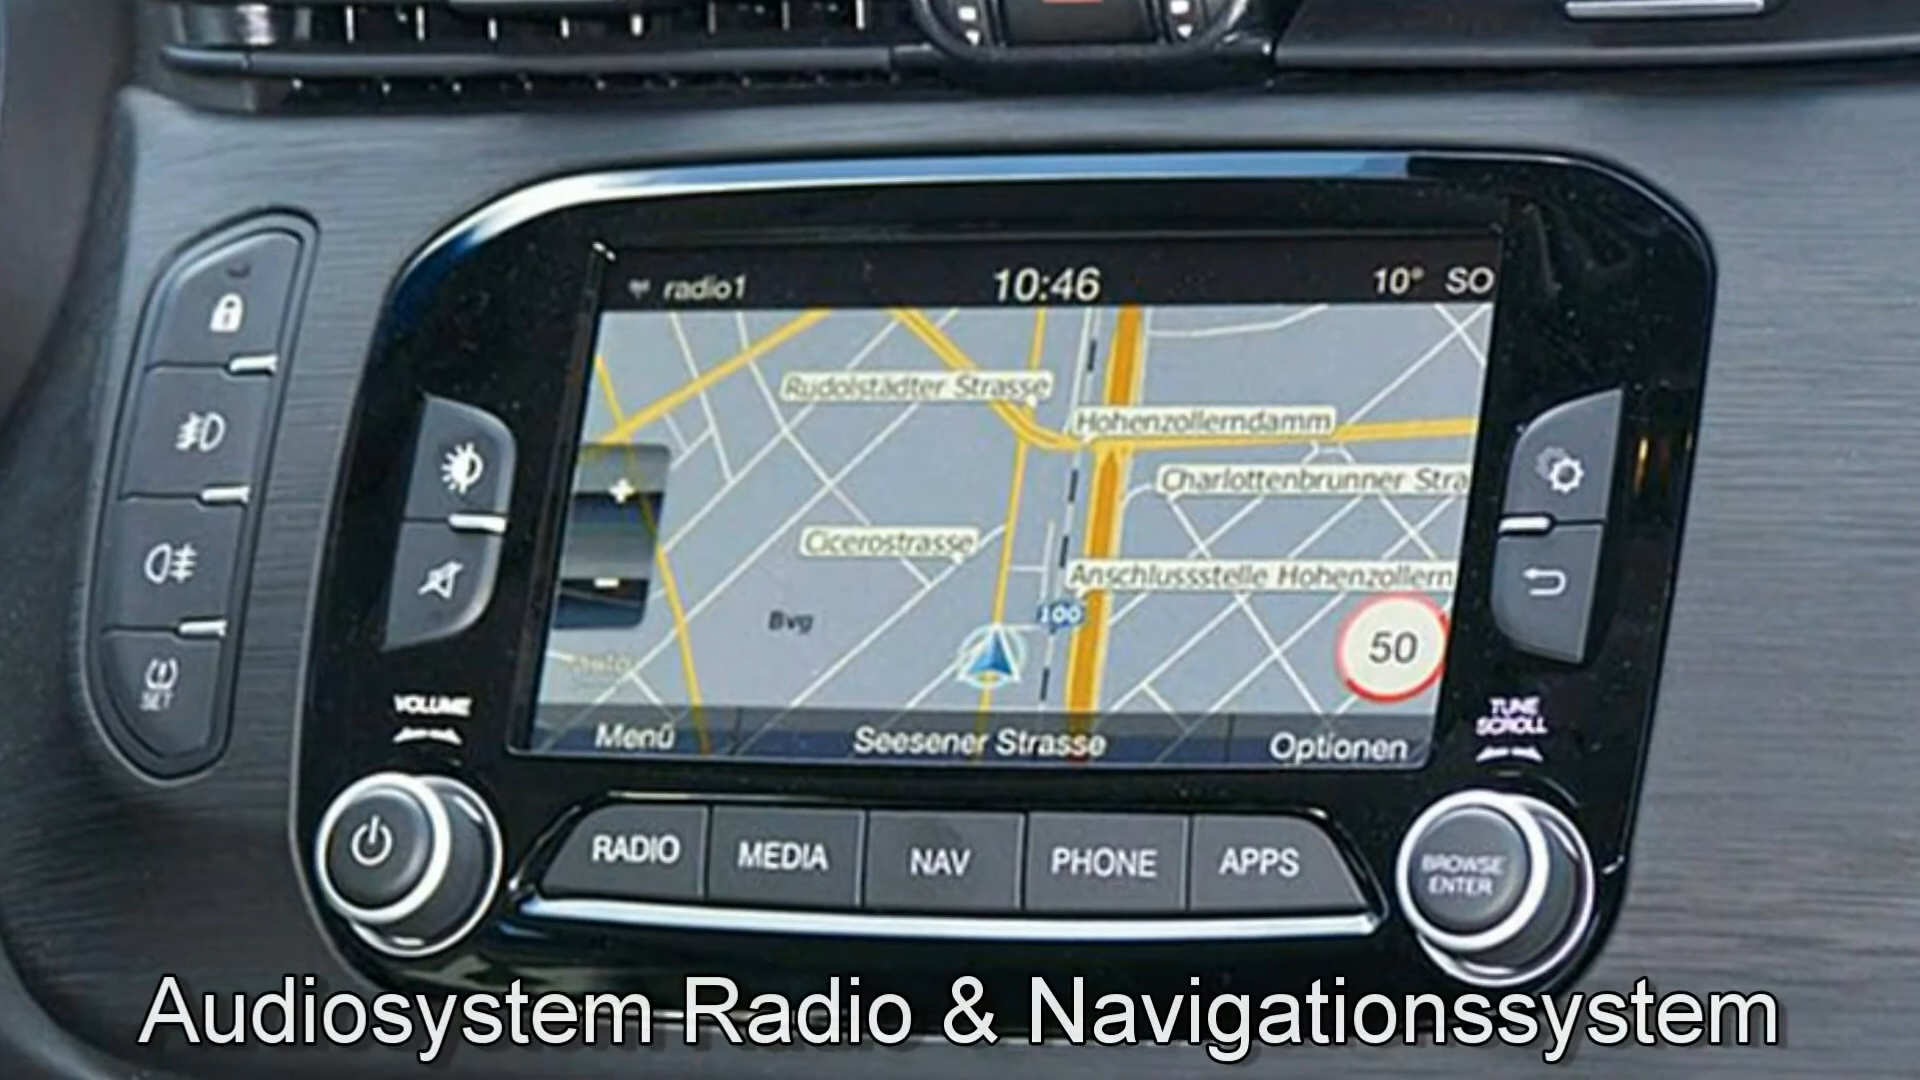 radio1 10:46 10° SO
Rudolstädter Strasse
Hohenzollerndamm
Charlottenbrunner Stra
Cicerostrasse
Anschlussstelle Hohenzollern
100
Bvg
50
Auto
SET
VOLUME
TUNE
SCROLL
Menü Seesener Strasse Optionen
RADIO MEDIA NAV PHONE APPS
BROWSE
ENTER
Audiosystem Radio & Navigationssystem